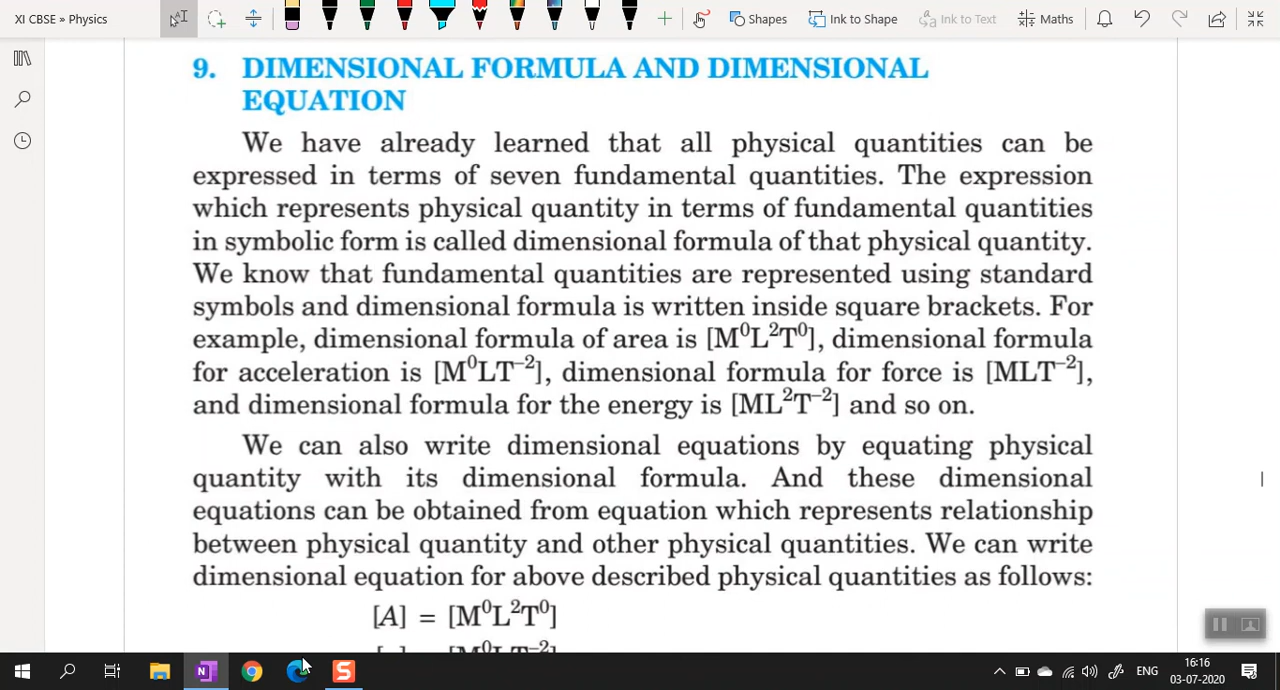 XI CBSE » Physics
Shapes
Ink to Shape
Ink to Text
Maths
9. DIMENSIONAL FORMULA AND DIMENSIONAL
EQUATION
We have already learned that all physical quantities can be
expressed in terms of seven fundamental quantities. The expression
which represents physical quantity in terms of fundamental quantities
in symbolic form is called dimensional formula of that physical quantity.
We know that fundamental quantities are represented using standard
symbols and dimensional formula is written inside square brackets. For
example, dimensional formula of area is [M⁰L²T⁰], dimensional formula
for acceleration is [M⁰LT⁻²], dimensional formula for force is [MLT⁻²],
and dimensional formula for the energy is [ML²T⁻²] and so on.
We can also write dimensional equations by equating physical
quantity with its dimensional formula. And these dimensional
equations can be obtained from equation which represents relationship
between physical quantity and other physical quantities. We can write
dimensional equation for above described physical quantities as follows:
[A] = [M⁰L²T⁰]
ENG
16:16
03-07-2020